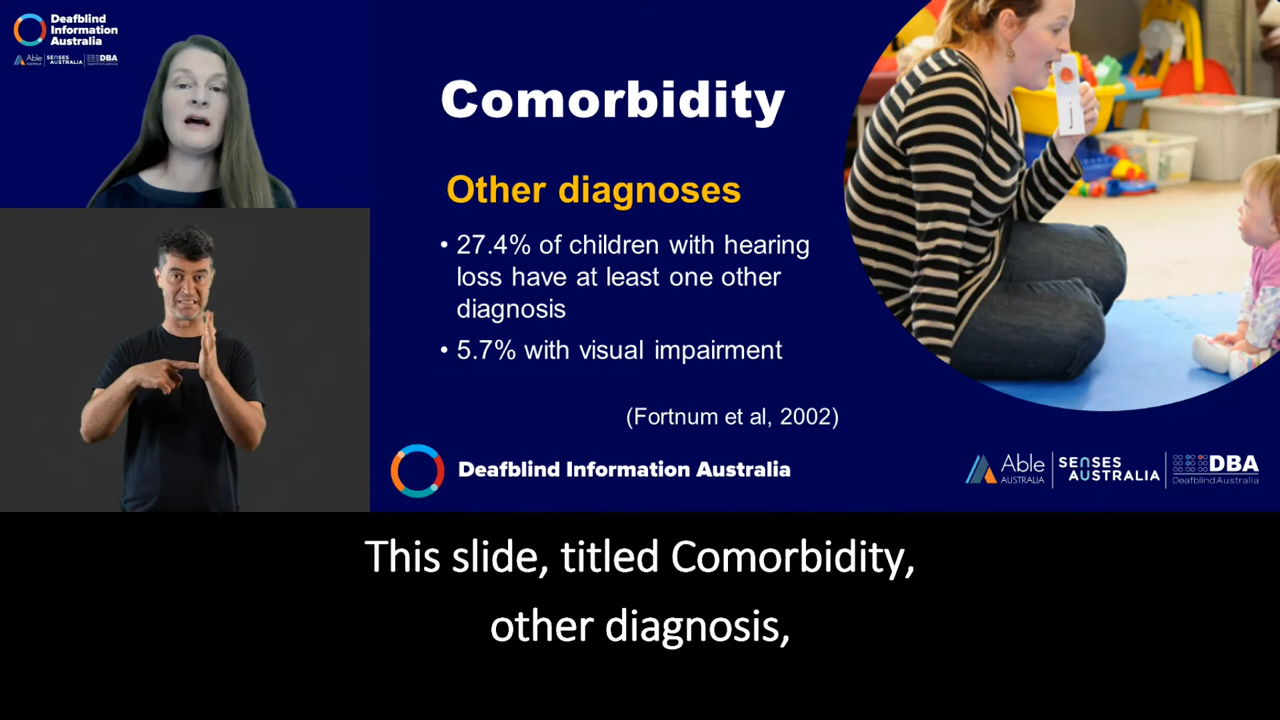 Deafblind
Information
Australia
Able
AUSTRALIA
SENSES
AUSTRALIA
DBA
Comorbidity
Other diagnoses
• 27.4% of children with hearing
loss have at least one other
diagnosis
• 5.7% with visual impairment
(Fortnum et al, 2002)
Deafblind Information Australia
Able
AUSTRALIA
SENSES
AUSTRALIA
DBA
Deafblind Australia
This slide, titled Comorbidity,
other diagnosis,